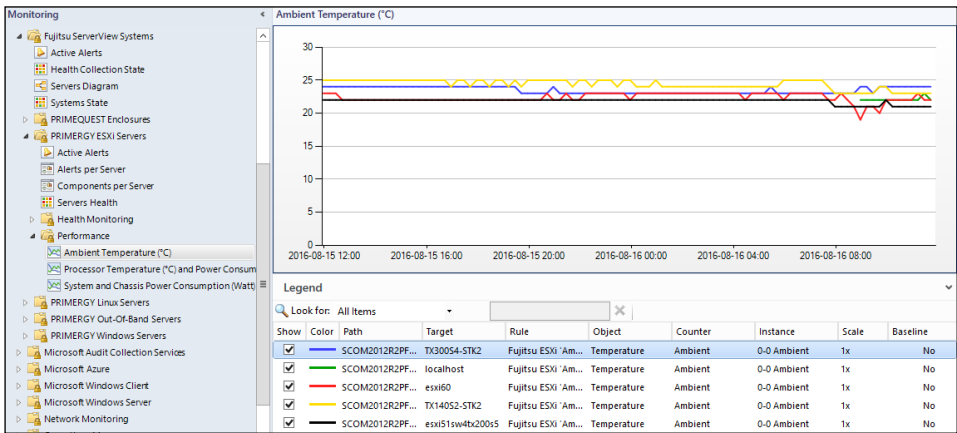 Monitoring
Fujitsu ServerView Systems
Active Alerts
Health Collection State
Servers Diagram
Systems State
PRIMEQUEST Enclosures
PRIMERGY ESXi Servers
Active Alerts
Alerts per Server
Components per Server
Servers Health
Health Monitoring
Performance
Ambient Temperature (°C)
Processor Temperature (°C) and Power Consum
System and Chassis Power Consumption (Watt)
PRIMERGY Linux Servers
PRIMERGY Out-Of-Band Servers
PRIMERGY Windows Servers
Microsoft Audit Collection Services
Microsoft Azure
Microsoft Windows Client
Microsoft Windows Server
Network Monitoring
Ambient Temperature (°C)
30
25
20
15
10
5
0
2016-08-15 12:00 2016-08-15 16:00 2016-08-15 20:00 2016-08-16 00:00 2016-08-16 04:00 2016-08-16 08:00
Legend
Look for: All Items
Show Color Path Target Rule Object Counter Instance Scale Baseline
SCOM2012R2PF... TX300S4-STK2 Fujitsu ESXi 'Am... Temperature Ambient 0-0 Ambient 1x No
SCOM2012R2PF... localhost Fujitsu ESXi 'Am... Temperature Ambient 0-0 Ambient 1x No
SCOM2012R2PF... esxi60 Fujitsu ESXi 'Am... Temperature Ambient 0-0 Ambient 1x No
SCOM2012R2PF... TX140S2-STK2 Fujitsu ESXi 'Am... Temperature Ambient 0-0 Ambient 1x No
SCOM2012R2PF... esxi51sw4tx200s5 Fujitsu ESXi 'Am... Temperature Ambient 0-0 Ambient 1x No